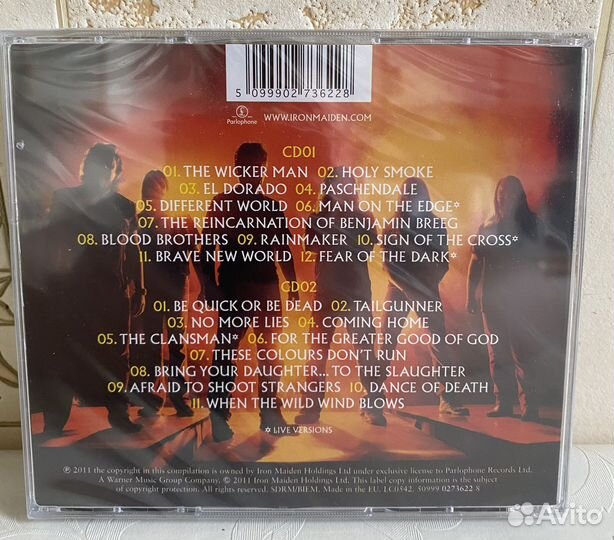 5 099902 736228
Parlophone
WWW.IRONMAIDEN.COM
CD01
01. THE WICKER MAN 02. HOLY SMOKE
03. EL DORADO 04. PASCHENDALE
05. DIFFERENT WORLD 06. MAN ON THE EDGE*
07. THE REINCARNATION OF BENJAMIN BREEG
08. BLOOD BROTHERS 09. RAINMAKER 10. SIGN OF THE CROSS*
11. BRAVE NEW WORLD 12. FEAR OF THE DARK*
CD02
01. BE QUICK OR BE DEAD 02. TAILGUNNER
03. NO MORE LIES 04. COMING HOME
05. THE CLANSMAN* 06. FOR THE GREATER GOOD OF GOD
07. THESE COLOURS DON'T RUN
08. BRING YOUR DAUGHTER... TO THE SLAUGHTER
09. AFRAID TO SHOOT STRANGERS 10. DANCE OF DEATH
11. WHEN THE WILD WIND BLOWS
* LIVE VERSIONS
℗ 2011 the copyright in this compilation is owned by Iron Maiden Holdings Ltd under exclusive license to Parlophone Records Ltd.
A Warner Music Group Company. © 2011 Iron Maiden Holdings Ltd. This label copy information is the subject
of copyright protection. All rights reserved. SDRM/BIEM. Made in the EU. LC0542. 50999 0273622 8
Avito